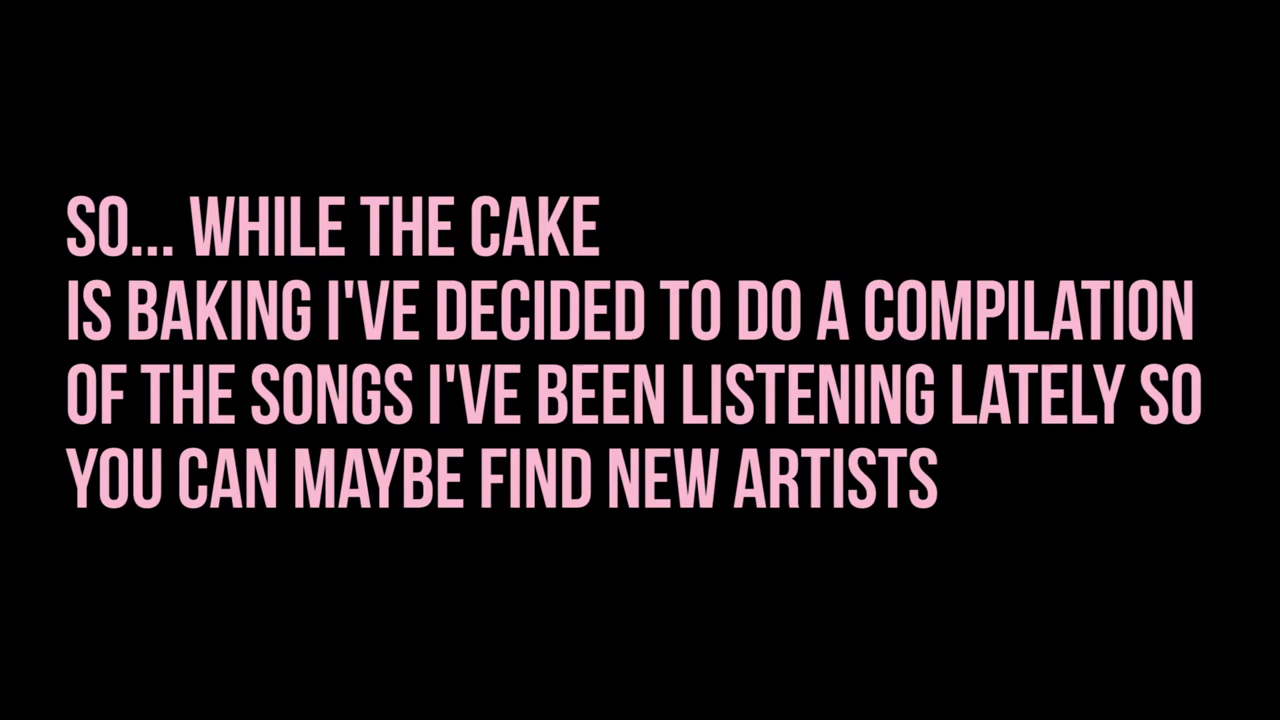 SO... WHILE THE CAKE
IS BAKING I'VE DECIDED TO DO A COMPILATION
OF THE SONGS I'VE BEEN LISTENING LATELY SO
YOU CAN MAYBE FIND NEW ARTISTS